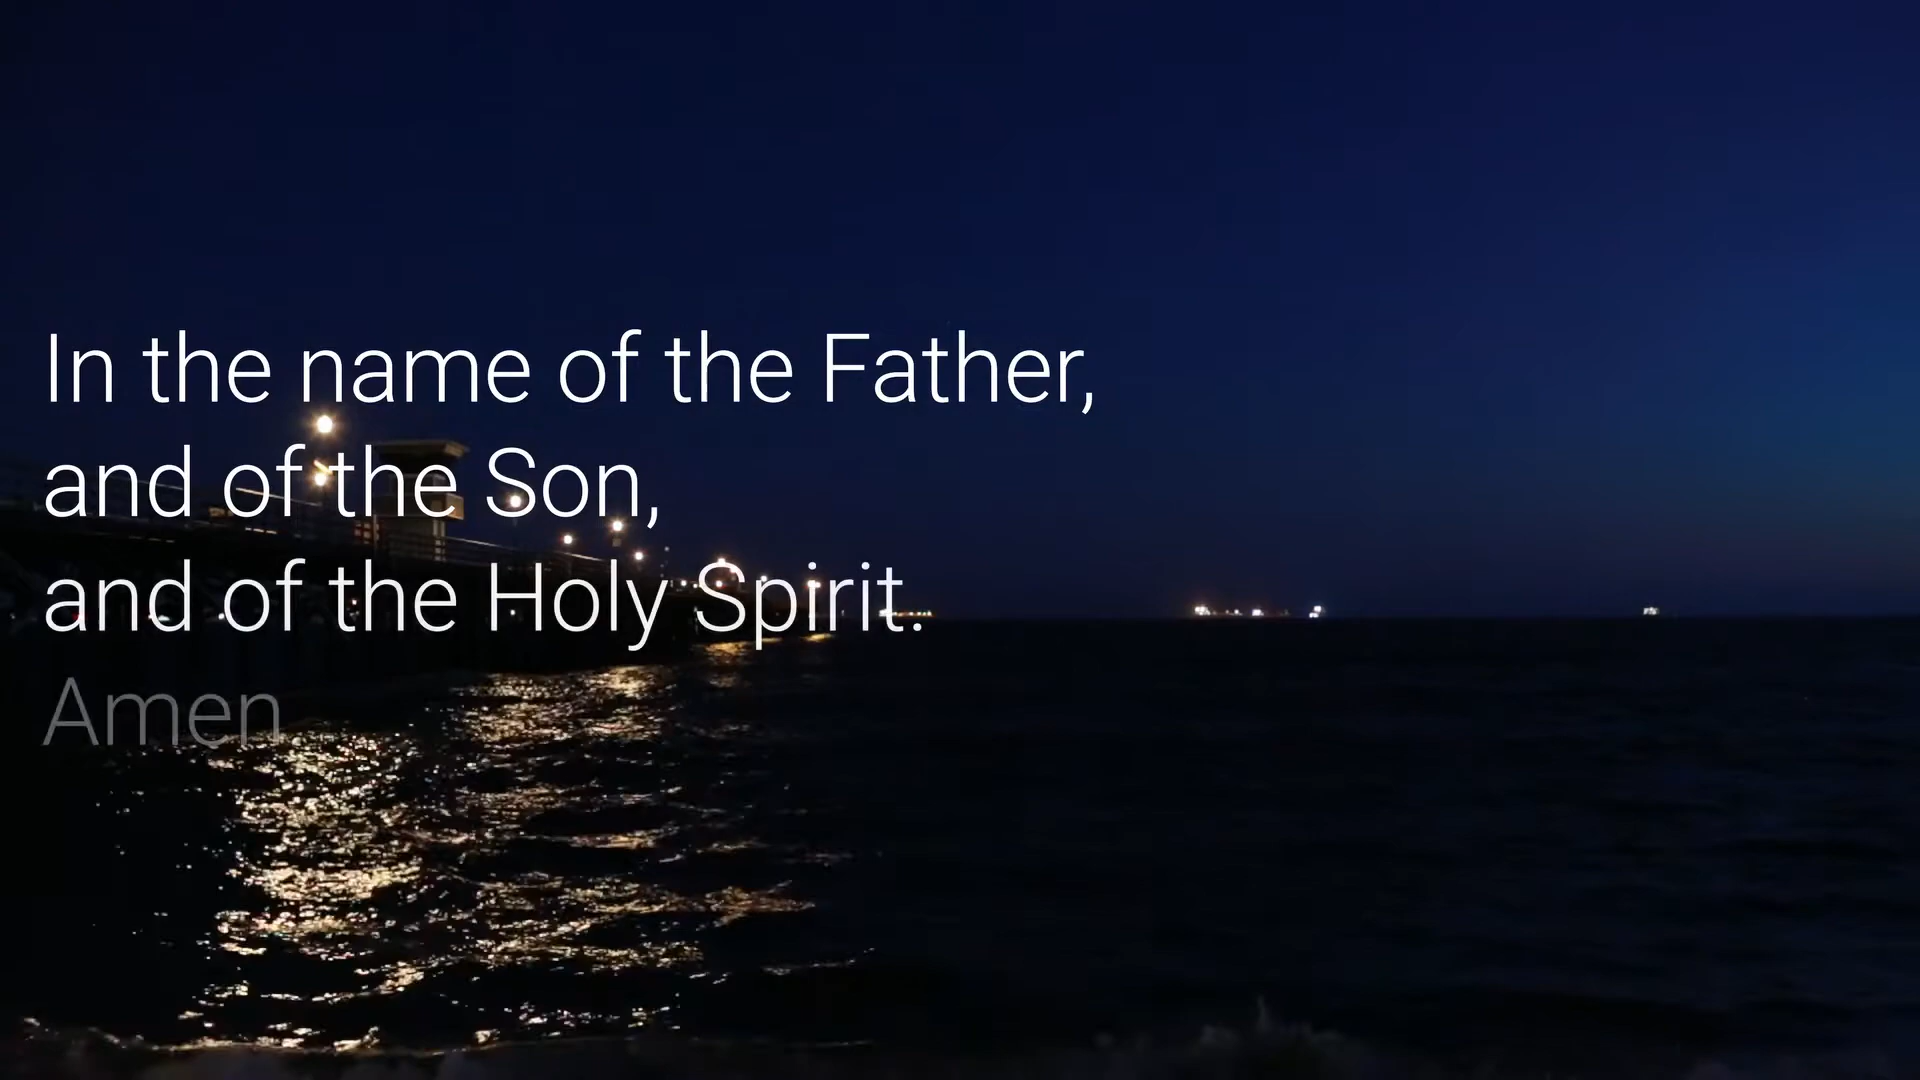 In the name of the Father,
and of the Son,
and of the Holy Spirit.
Amen